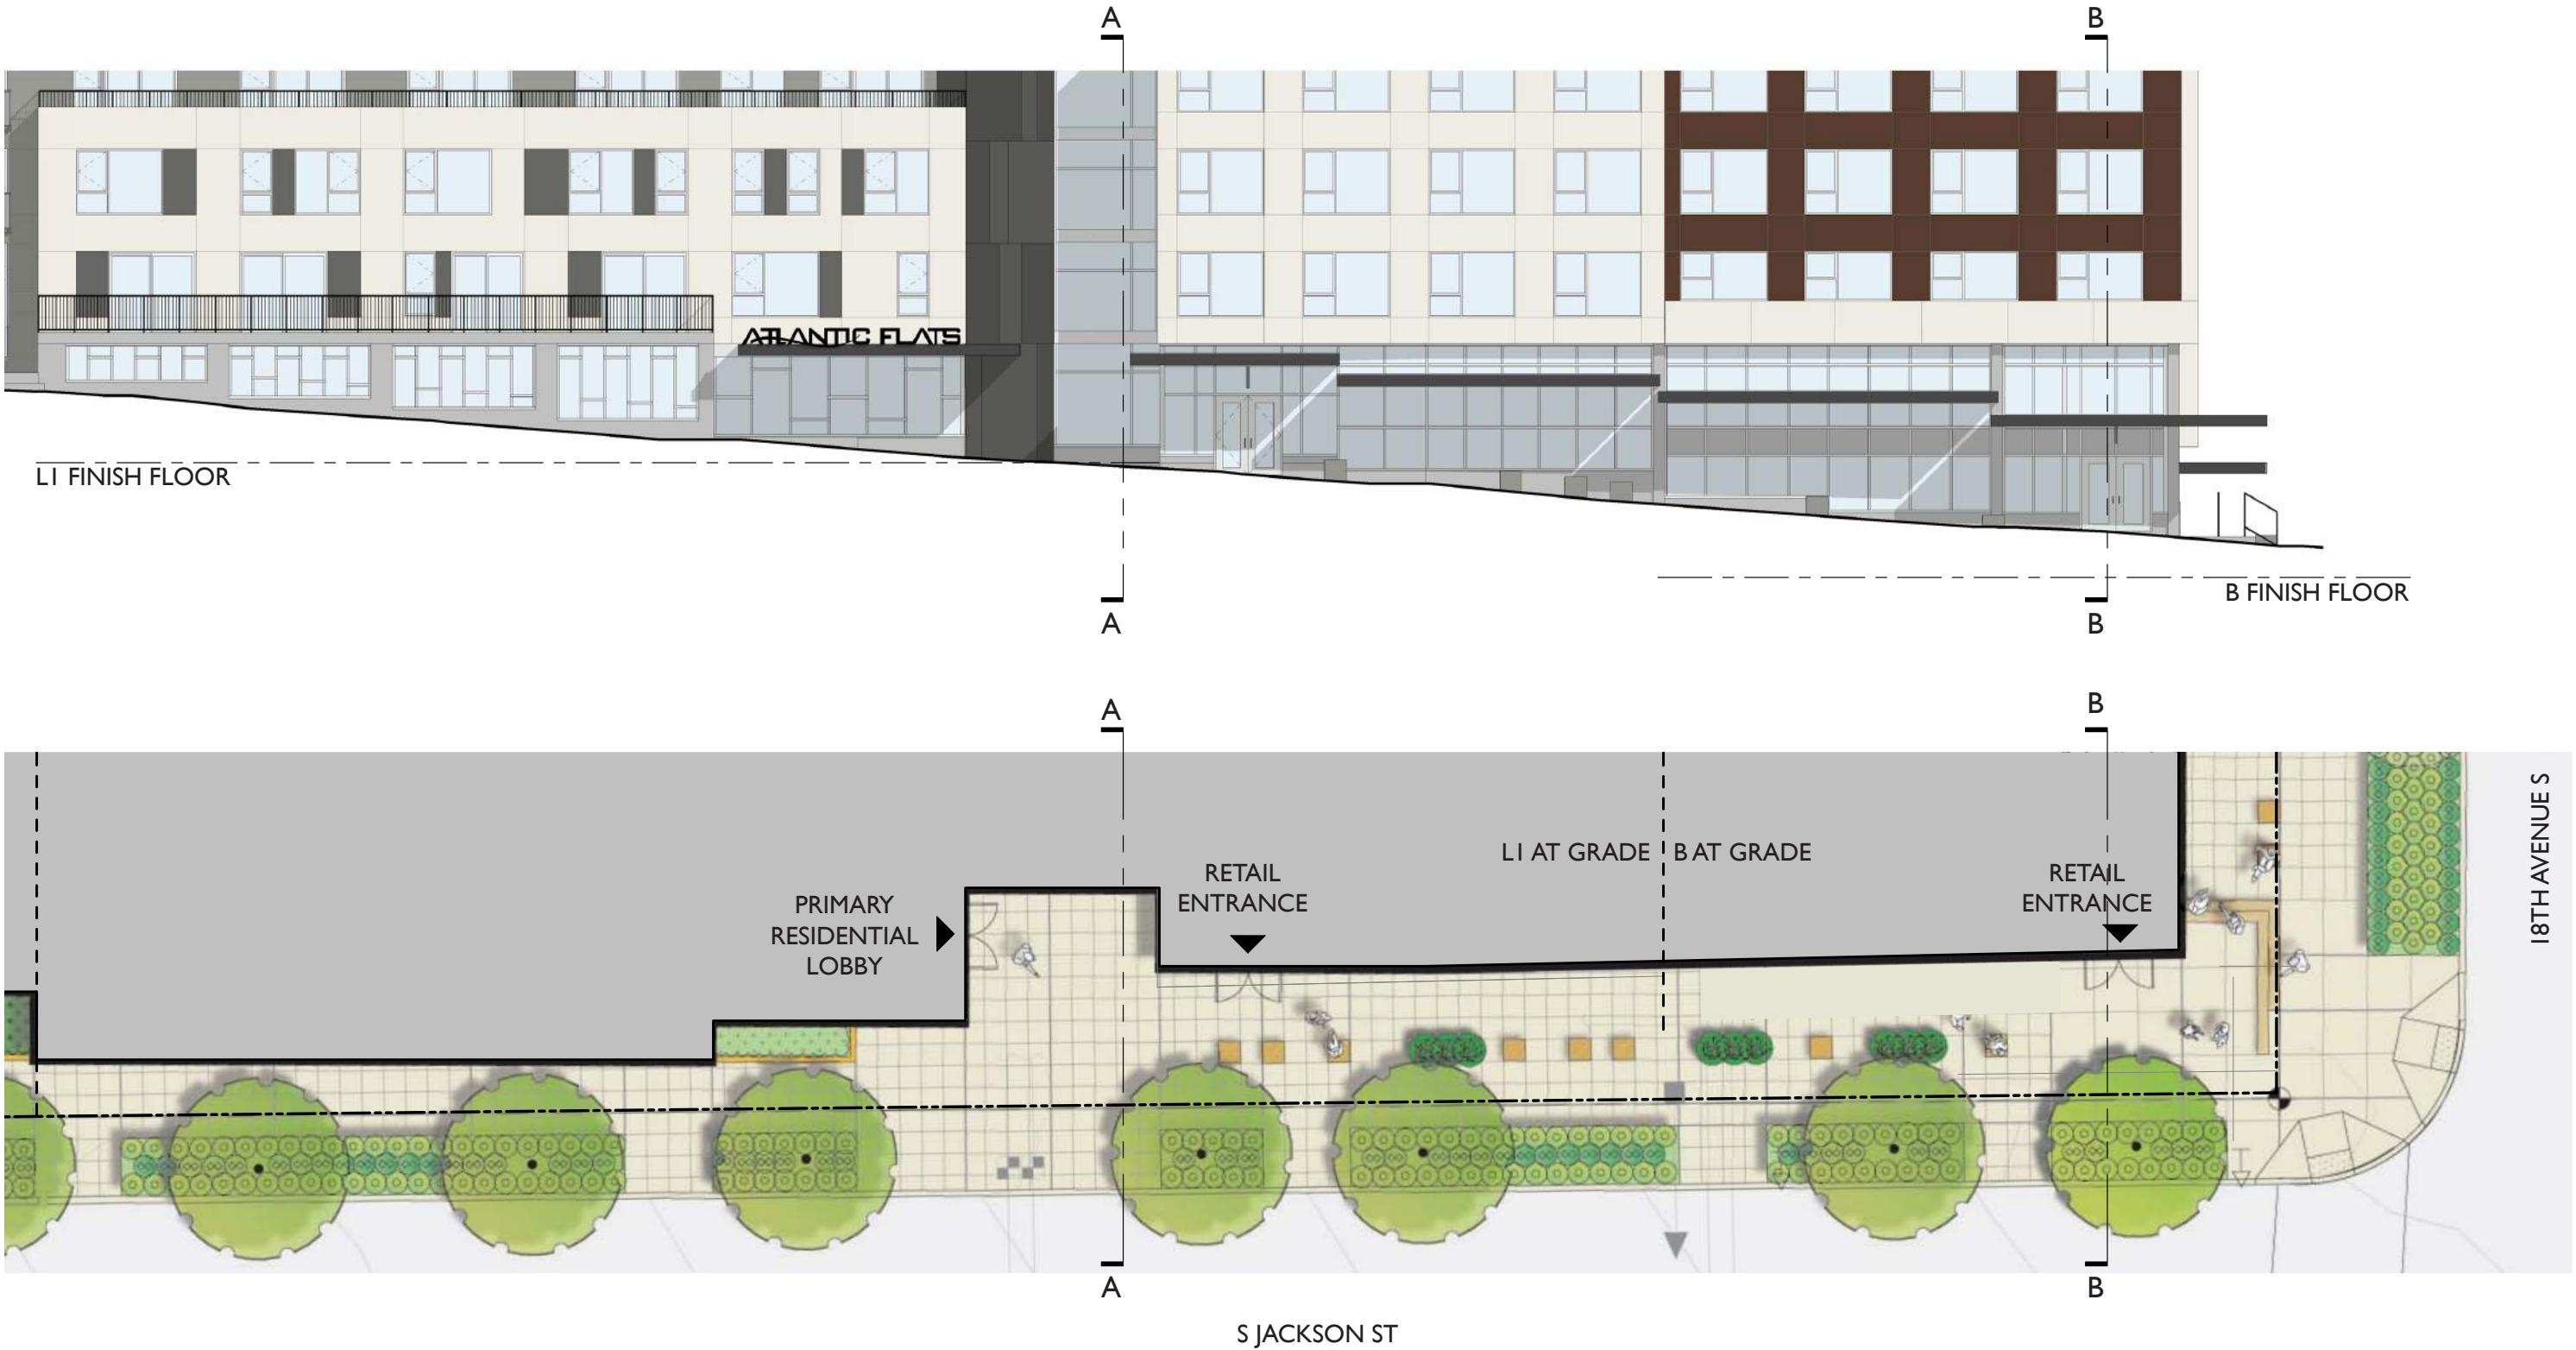 A
B
ATLANTIC FLATS
L1 FINISH FLOOR
B FINISH FLOOR
A
B
A
B
18TH AVENUE S
L1 AT GRADE
B AT GRADE
RETAIL
ENTRANCE
RETAIL
ENTRANCE
PRIMARY
RESIDENTIAL
LOBBY
A
B
S JACKSON ST